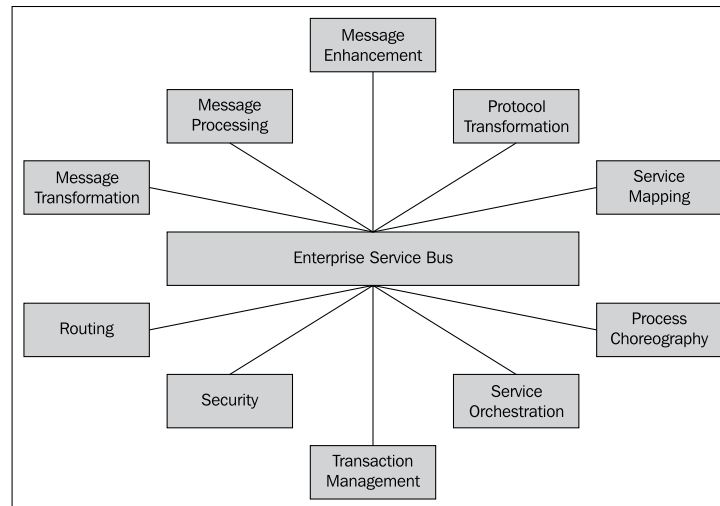 Message
Enhancement
Message
Processing
Protocol
Transformation
Message
Transformation
Service
Mapping
Enterprise Service Bus
Routing
Process
Choreography
Security
Service
Orchestration
Transaction
Management